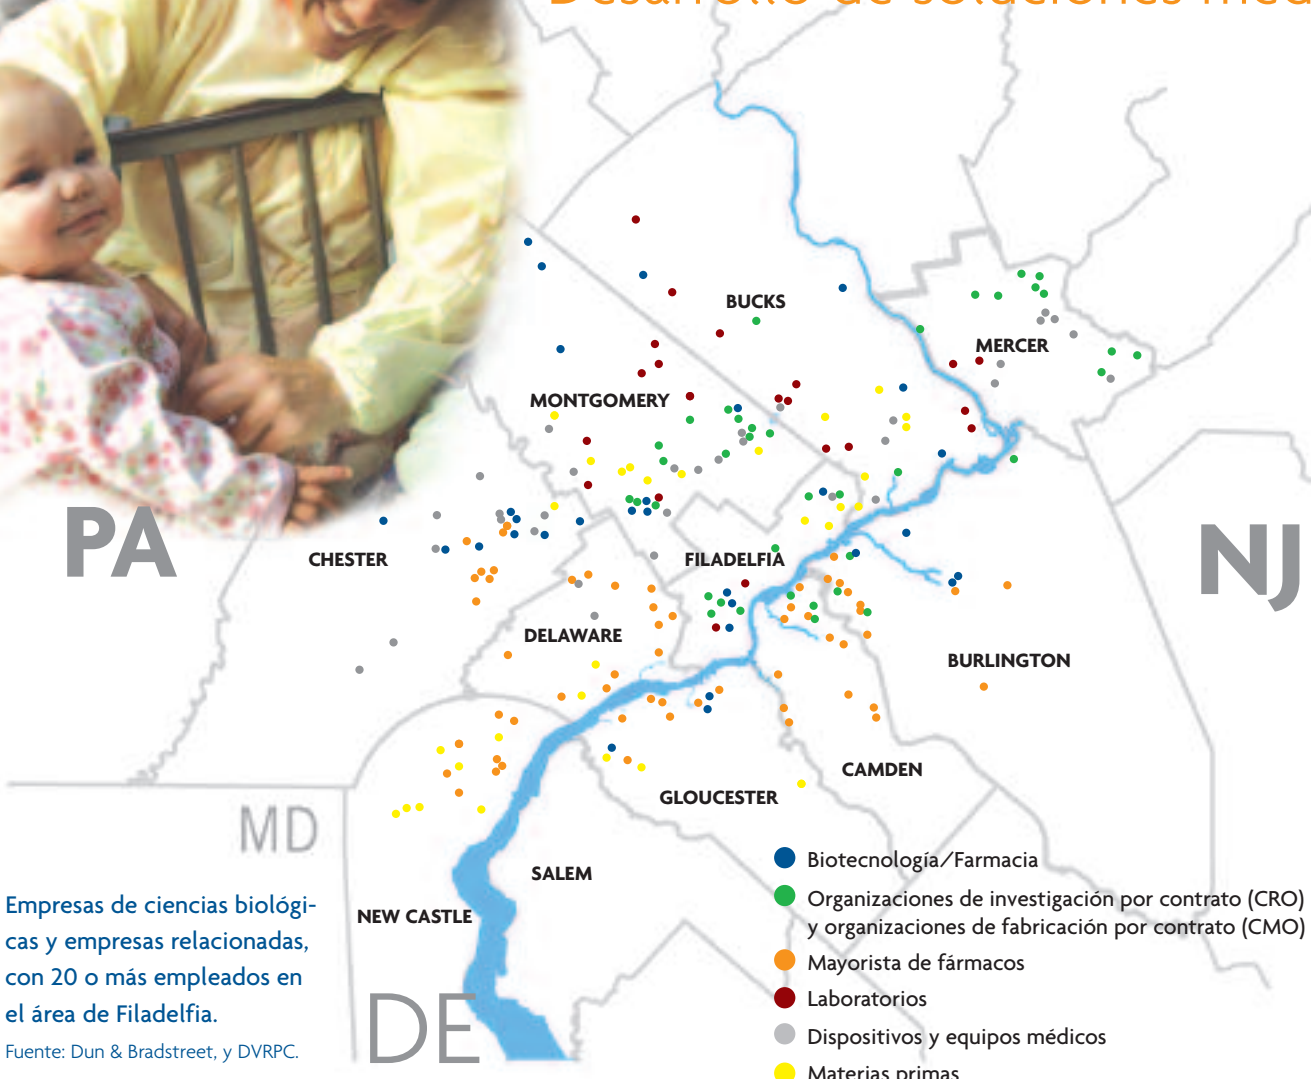 Desarrollo de soluciones
BUCKS
MERCER
MONTGOMERY
PA
NJ
CHESTER
FILADELFIA
DELAWARE
BURLINGTON
CAMDEN
GLOUCESTER
MD
SALEM
NEW CASTLE
DE
Empresas de ciencias biológi-
cas y empresas relacionadas,
con 20 o más empleados en
el área de Filadelfia.
Fuente: Dun & Bradstreet, y DVRPC.
Biotecnología/Farmacia
Organizaciones de investigación por contrato (CRO)
y organizaciones de fabricación por contrato (CMO)
Mayorista de fármacos
Laboratorios
Dispositivos y equipos médicos
Materias primas